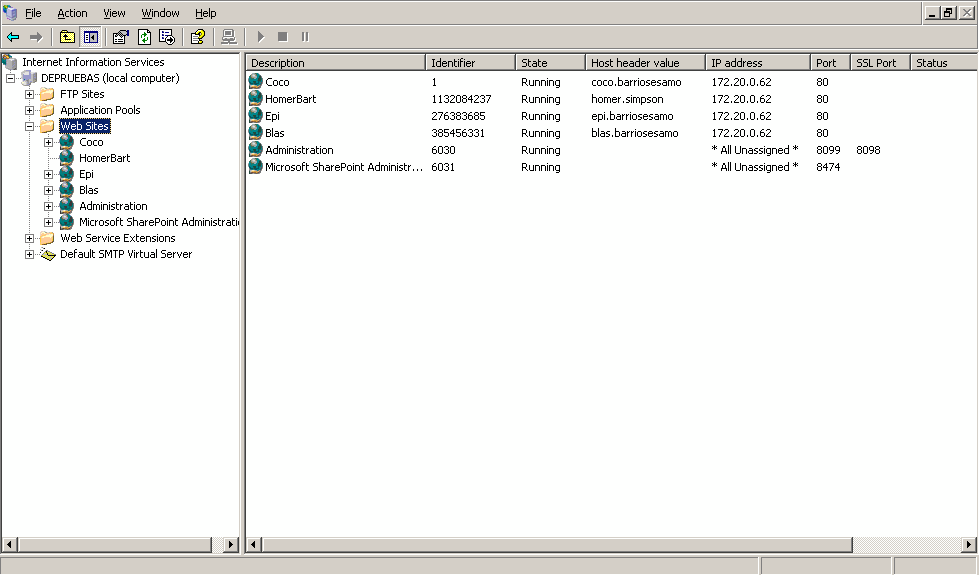 File Action View Window Help
Internet Information Services
DEPRUEBAS (local computer)
FTP Sites
Application Pools
Web Sites
Coco
HomerBart
Epi
Blas
Administration
Microsoft SharePoint Administratio
Web Service Extensions
Default SMTP Virtual Server
Description Identifier State Host header value IP address Port SSL Port Status
Coco 1 Running coco.barriosesamo 172.20.0.62 80
HomerBart 1132084237 Running homer.simpson 172.20.0.62 80
Epi 276383685 Running epi.barriosesamo 172.20.0.62 80
Blas 385456331 Running blas.barriosesamo 172.20.0.62 80
Administration 6030 Running * All Unassigned * 8099 8098
Microsoft SharePoint Administr... 6031 Running * All Unassigned * 8474